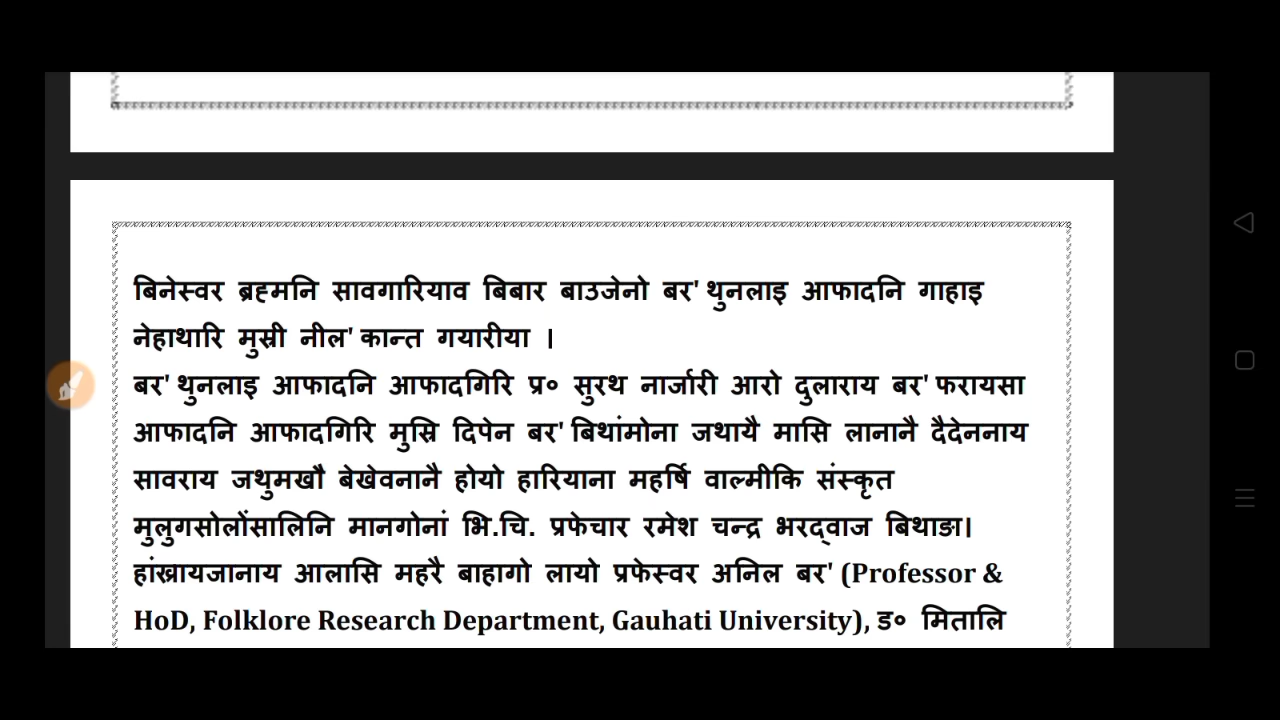 बिनेस्वर ब्रह्मनि सावगारियाव बिबार बाउजेनो बर' थुनलाइ आफादनि गाहाइ
नेहाथारि मुस्री नील' कान्त गयारीया ।
बर' थुनलाइ आफादनि आफादगिरि प्र० सुरथ नार्जारी आरो दुलाराय बर' फरायसा
आफादनि आफादगिरि मुस्रि दिपेन बर' बिथांमोना जथायै मासि लानानै दैदेननाय
सावराय जथुमखौ बेखेवनानै होयो हारियाना महर्षि वाल्मीकि संस्कृत
मुलुगसोलोंसालिनि मानगोनां भि.चि. प्रफेचार रमेश चन्द्र भरद्वाज बिथाङा।
हांख्रायजानाय आलासि महरै बाहागो लायो प्रफेस्वर अनिल बर' (Professor &
HoD, Folklore Research Department, Gauhati University), ड० मितालि